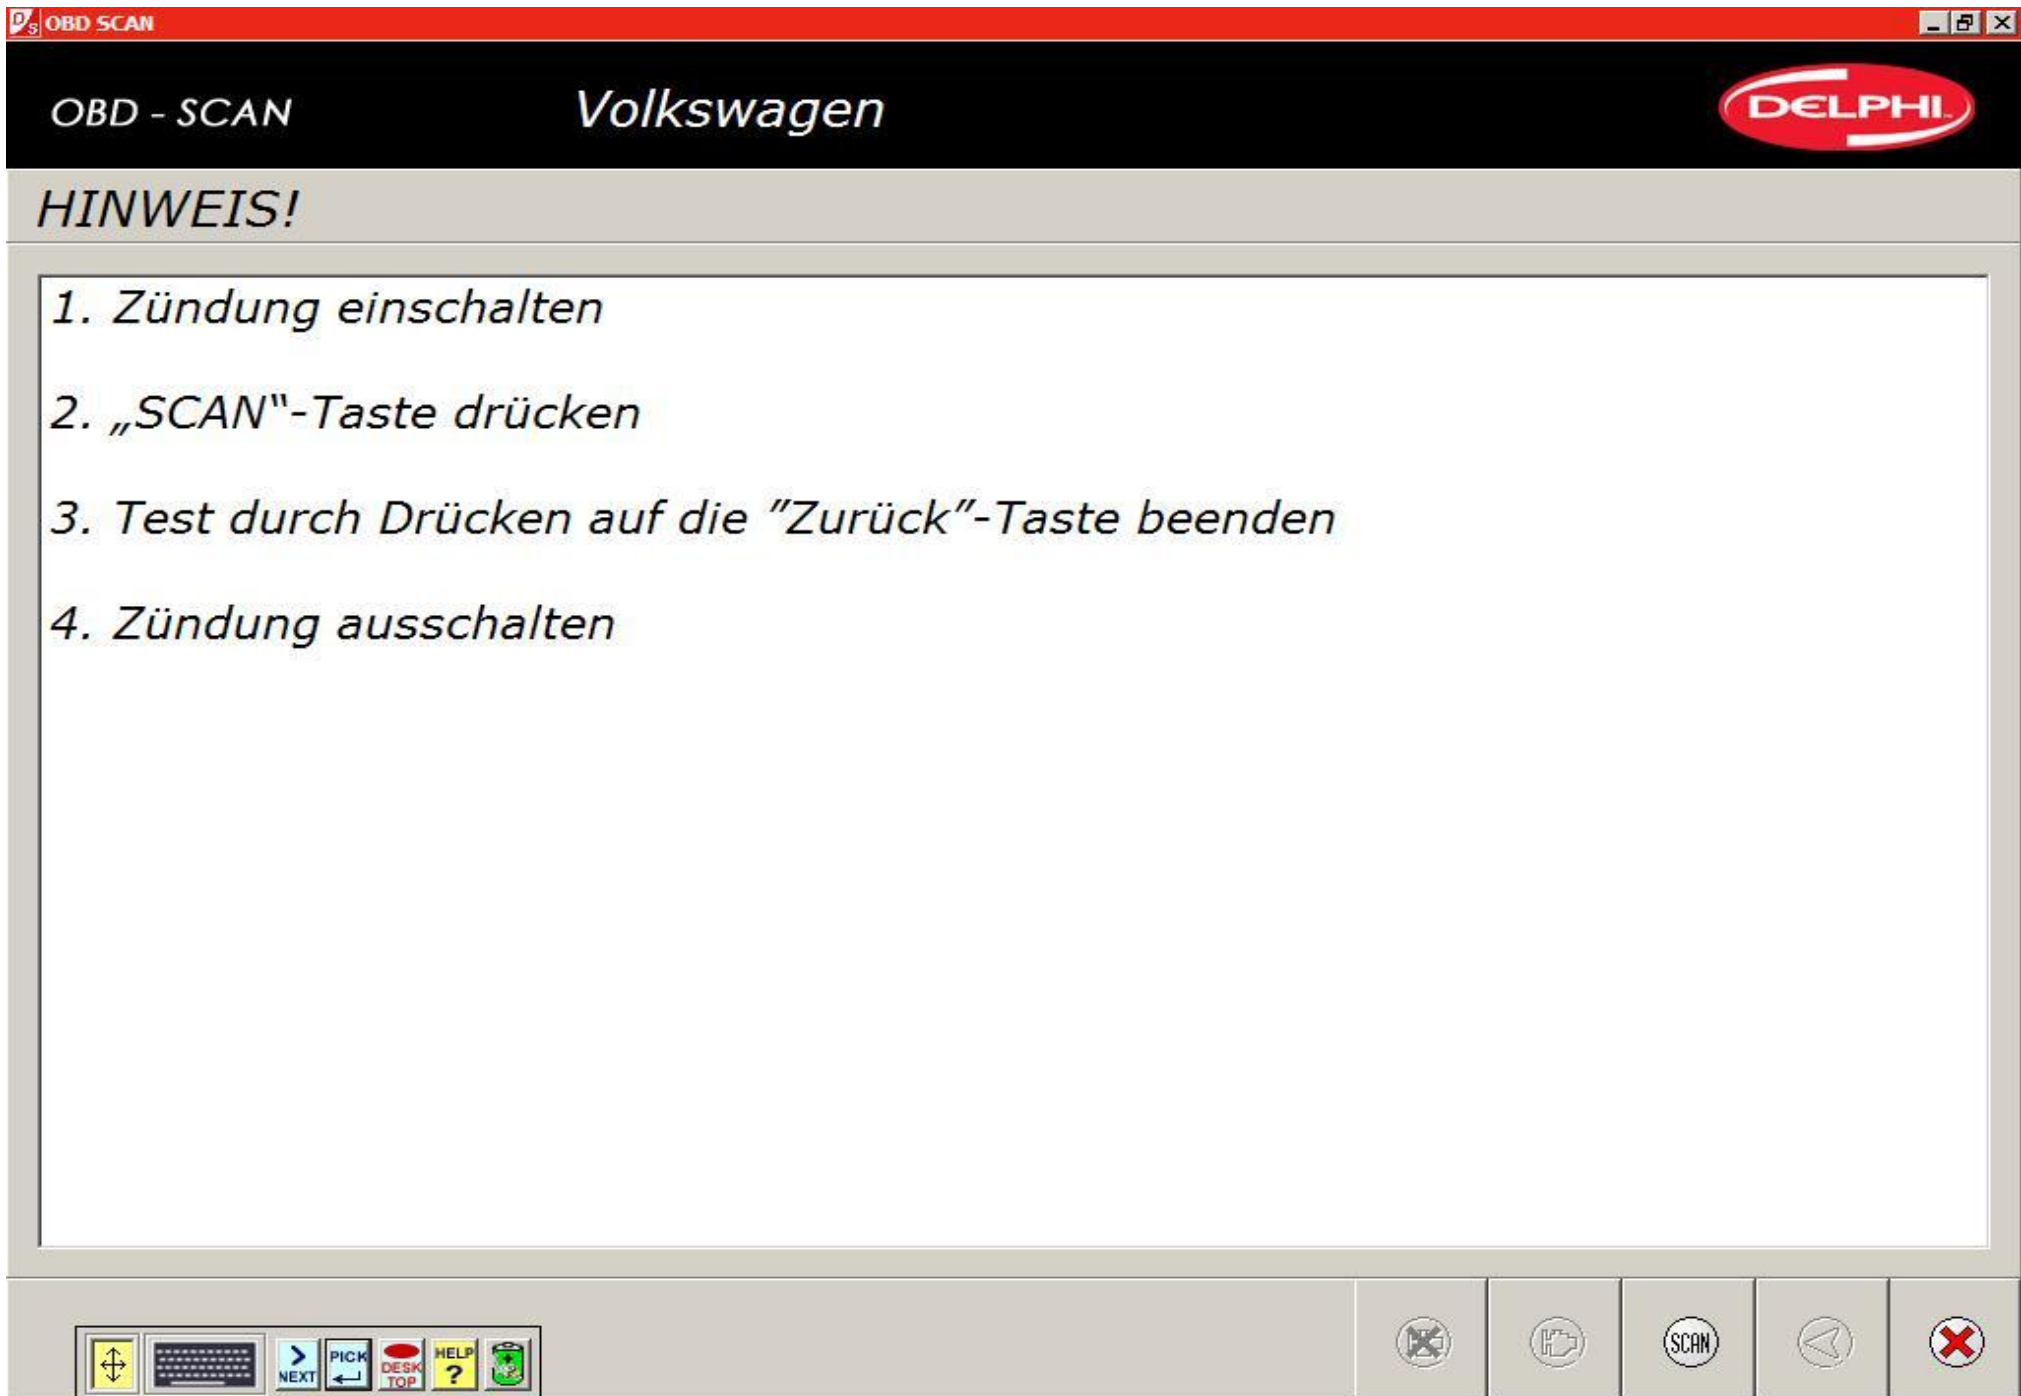 OBD SCAN
OBD - SCAN
Volkswagen
DELPHI
HINWEIS!
1. Zündung einschalten
2. „SCAN“-Taste drücken
3. Test durch Drücken auf die ”Zurück”-Taste beenden
4. Zündung ausschalten
> NEXT
PICK
DESK TOP
HELP ?
SCAN